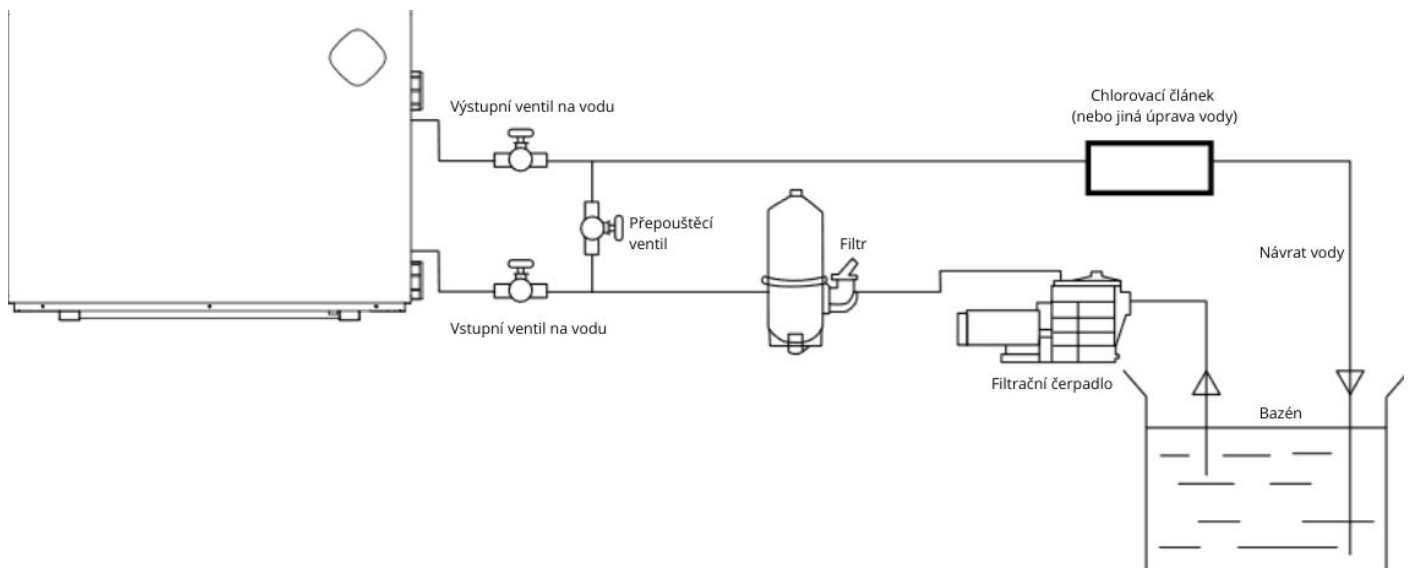 Výstupní ventil na vodu
Chlorovací článek
(nebo jiná úprava vody)
Přepouštěcí
ventil
Filtr
Návrat vody
Vstupní ventil na vodu
Filtrační čerpadlo
Bazén